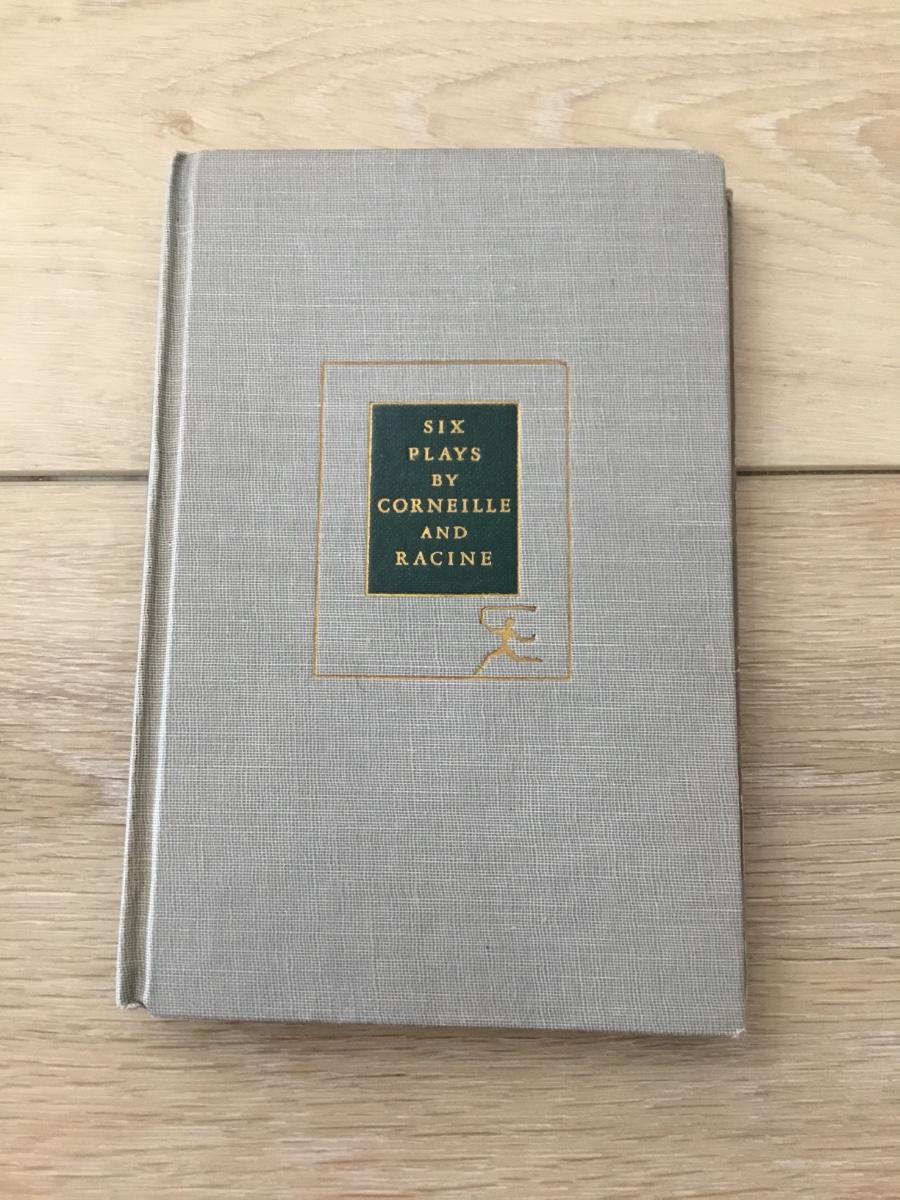 SIX
PLAYS
BY
CORNEILLE
AND
RACINE